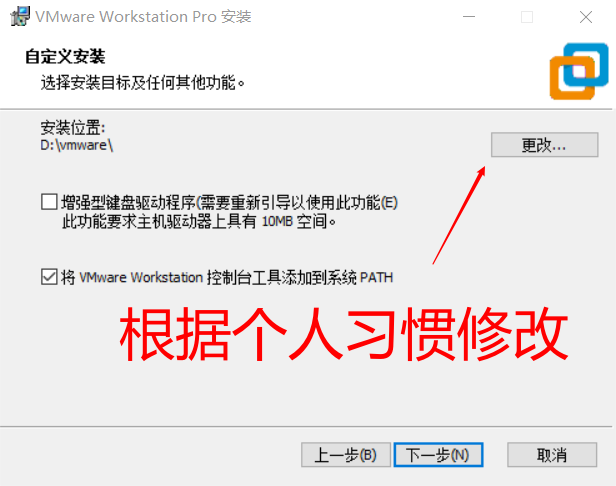 VMware Workstation Pro 安装
自定义安装
选择安装目标及任何其他功能。
安装位置:
D:\vmware\
更改...
增强型键盘驱动程序(需要重新引导以使用此功能(E)
此功能要求主机驱动器上具有 10MB 空间。
将 VMware Workstation 控制台工具添加到系统 PATH
根据个人习惯修改
上一步(B)
下一步(N)
取消